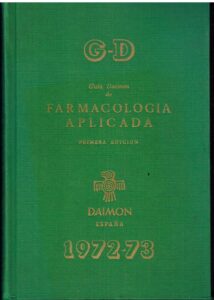 G-D
Guía Daimon de
FARMACOLOGIA
APLICADA
PRIMERA EDICION
DAIMON
ESPAÑA
1972-73